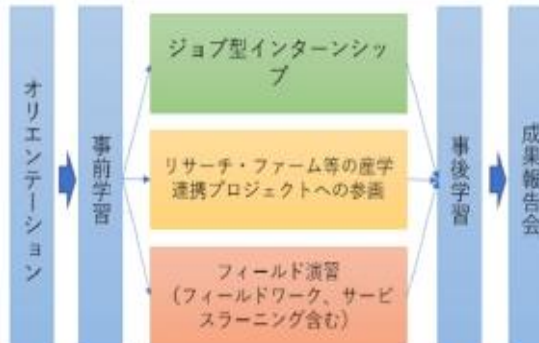 オリエンテーション
事前学習
ジョブ型インターンシッ
プ
リサーチ・ファーム等の産学
連携プロジェクトへの参画
フィールド演習
(フィールドワーク、サービ
スラーニング含む)
事後学習
成果報告会